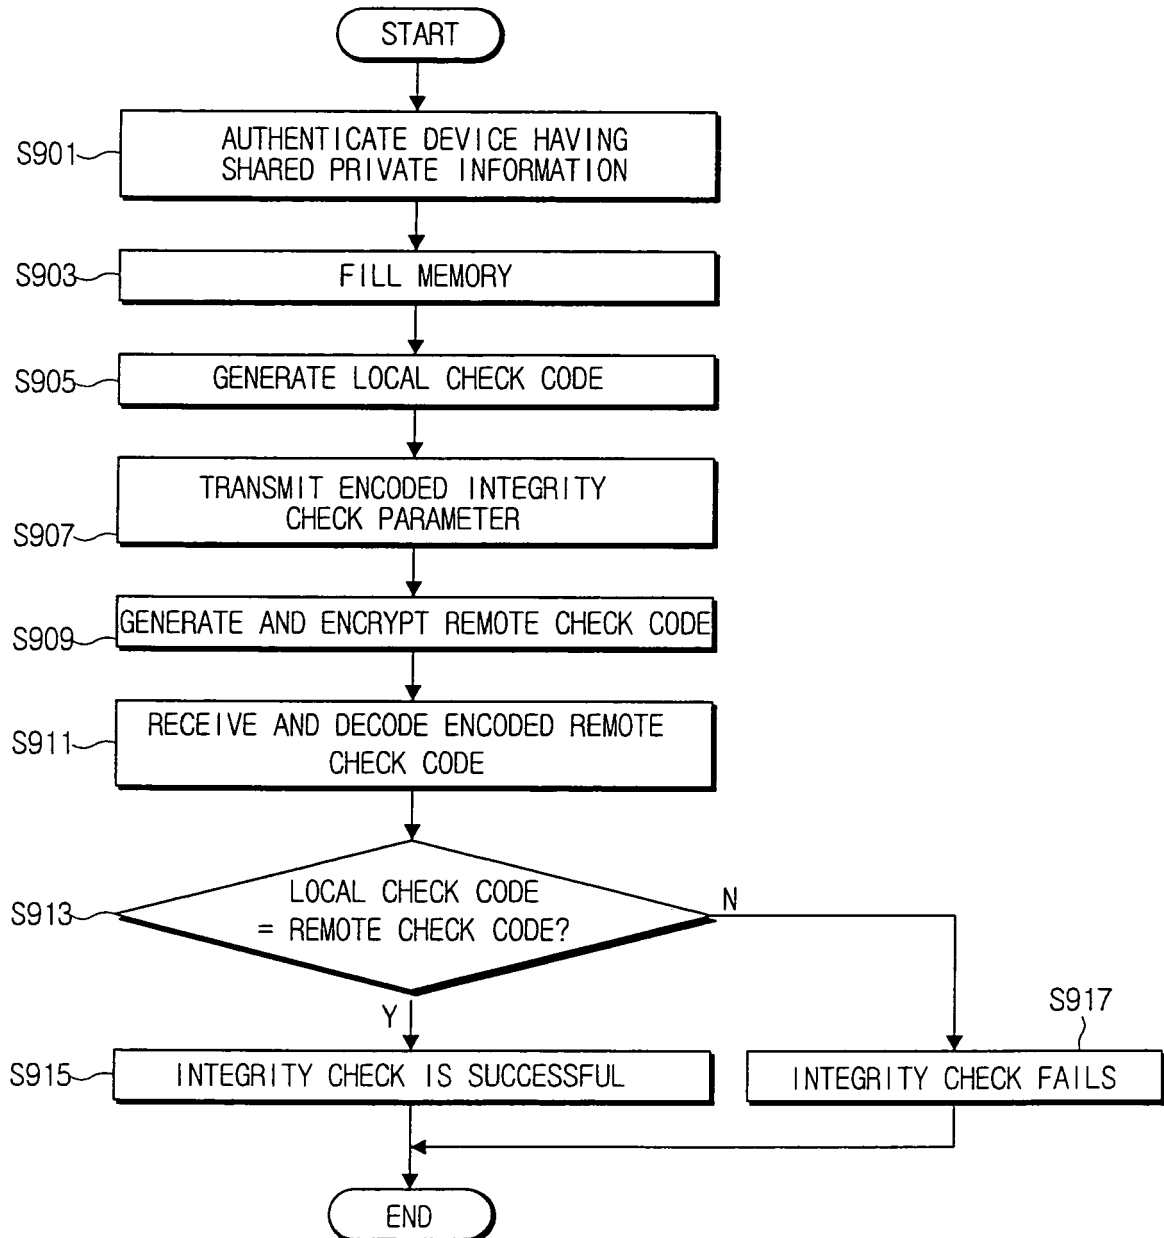 START
S901
AUTHENTICATE DEVICE HAVING
SHARED PRIVATE INFORMATION
S903
FILL MEMORY
S905
GENERATE LOCAL CHECK CODE
S907
TRANSMIT ENCODED INTEGRITY
CHECK PARAMETER
S909
GENERATE AND ENCRYPT REMOTE CHECK CODE
S911
RECEIVE AND DECODE ENCODED REMOTE
CHECK CODE
S913
LOCAL CHECK CODE
= REMOTE CHECK CODE?
N
Y
S917
S915
INTEGRITY CHECK IS SUCCESSFUL
INTEGRITY CHECK FAILS
END